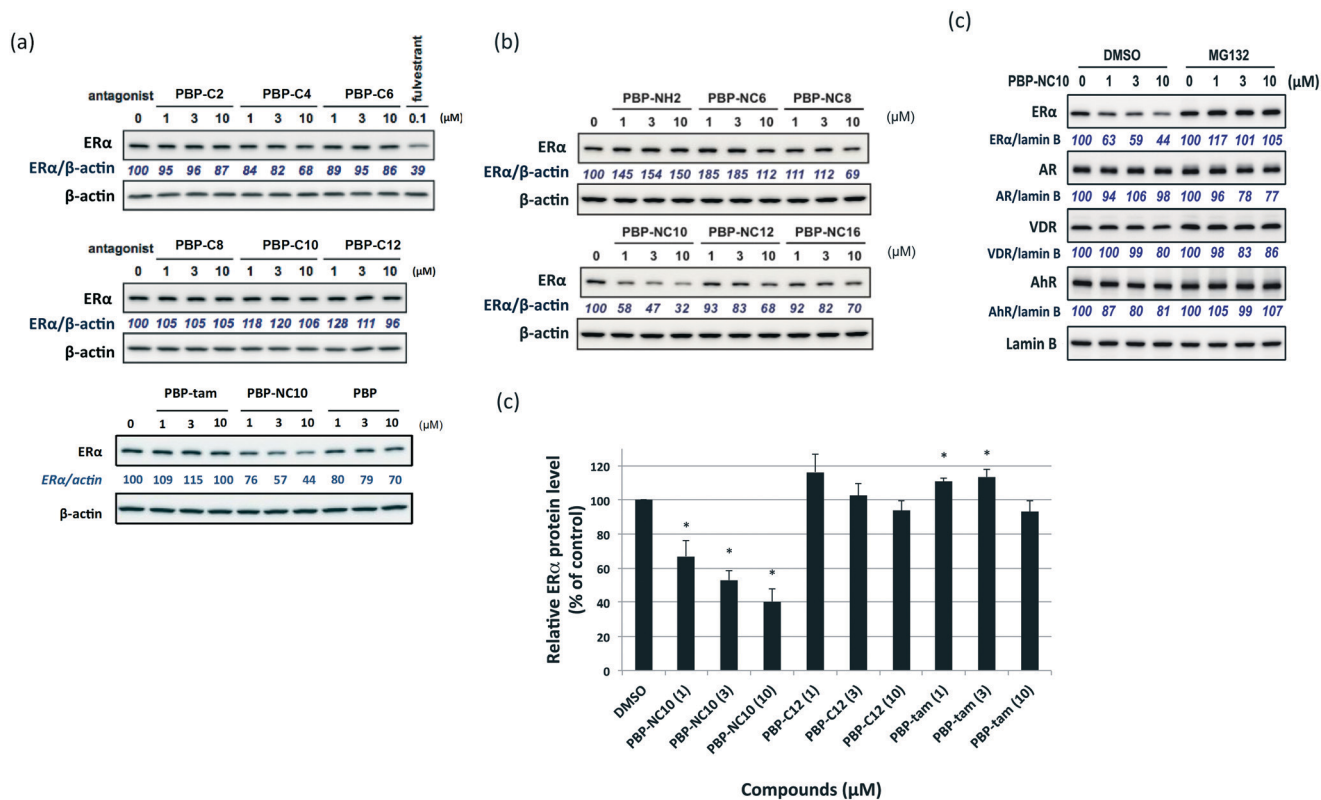 (a)
antagonist PBP-C2 PBP-C4 PBP-C6 fulvestrant
0 1 3 10 1 3 10 1 3 10 0.1 (μM)
ERα
ERα/β-actin 100 95 96 87 84 82 68 89 95 86 39
β-actin
antagonist PBP-C8 PBP-C10 PBP-C12
0 1 3 10 1 3 10 1 3 10 (μM)
ERα
ERα/β-actin 100 105 105 105 118 120 106 128 111 96
β-actin
PBP-tam PBP-NC10 PBP
0 1 3 10 1 3 10 1 3 10 (μM)
ERα
ERα/actin 100 109 115 100 76 57 44 80 79 70
β-actin
(b)
PBP-NH2 PBP-NC6 PBP-NC8
0 1 3 10 1 3 10 1 3 10 (μM)
ERα
ERα/β-actin 100 145 154 150 185 185 112 111 112 69
β-actin
PBP-NC10 PBP-NC12 PBP-NC16
1 3 10 1 3 10 1 3 10 (μM)
ERα
ERα/β-actin 100 58 47 32 93 83 68 92 82 70
β-actin
(c)
DMSO MG132
PBP-NC10 0 1 3 10 0 1 3 10 (μM)
ERα
ERα/lamin B 100 63 59 44 100 117 101 105
AR
AR/lamin B 100 94 106 98 100 96 78 77
VDR
VDR/lamin B 100 100 99 80 100 98 83 86
AhR
AhR/lamin B 100 87 80 81 100 105 99 107
Lamin B
(c)
Relative ERα protein level
(% of control)
120
100
80
60
40
20
0
* * * * *
DMSO PBP-NC10 (1) PBP-NC10 (3) PBP-NC10 (10) PBP-C12 (1) PBP-C12 (3) PBP-C12 (10) PBP-tam (1) PBP-tam (3) PBP-tam (10)
Compounds (μM)